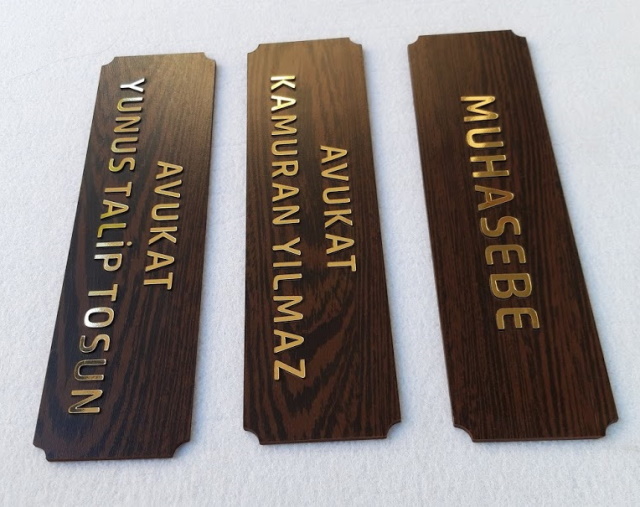 AVUKAT
YUNUS TALİP TOSUN
AVUKAT
KAMURAN YILMAZ
MUHASEBE